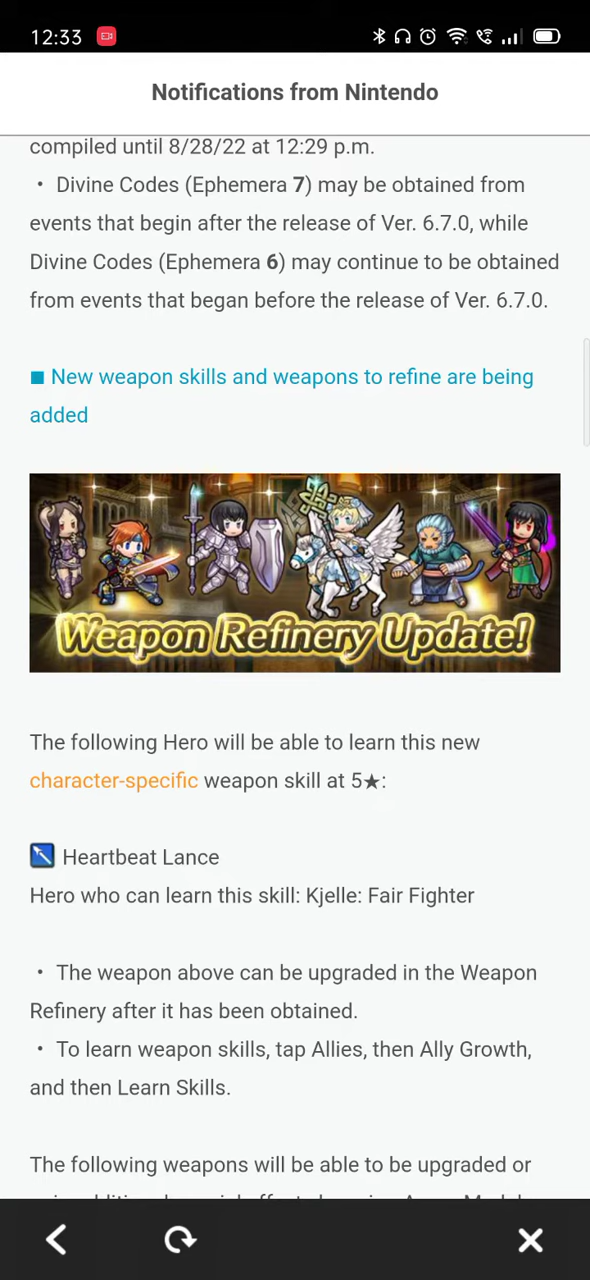 12:33
Notifications from Nintendo
compiled until 8/28/22 at 12:29 p.m.
・ Divine Codes (Ephemera 7) may be obtained from
events that begin after the release of Ver. 6.7.0, while
Divine Codes (Ephemera 6) may continue to be obtained
from events that began before the release of Ver. 6.7.0.
■ New weapon skills and weapons to refine are being
added
Weapon Refinery Update!
The following Hero will be able to learn this new
character-specific weapon skill at 5★:
Heartbeat Lance
Hero who can learn this skill: Kjelle: Fair Fighter
・ The weapon above can be upgraded in the Weapon
Refinery after it has been obtained.
・ To learn weapon skills, tap Allies, then Ally Growth,
and then Learn Skills.
The following weapons will be able to be upgraded or